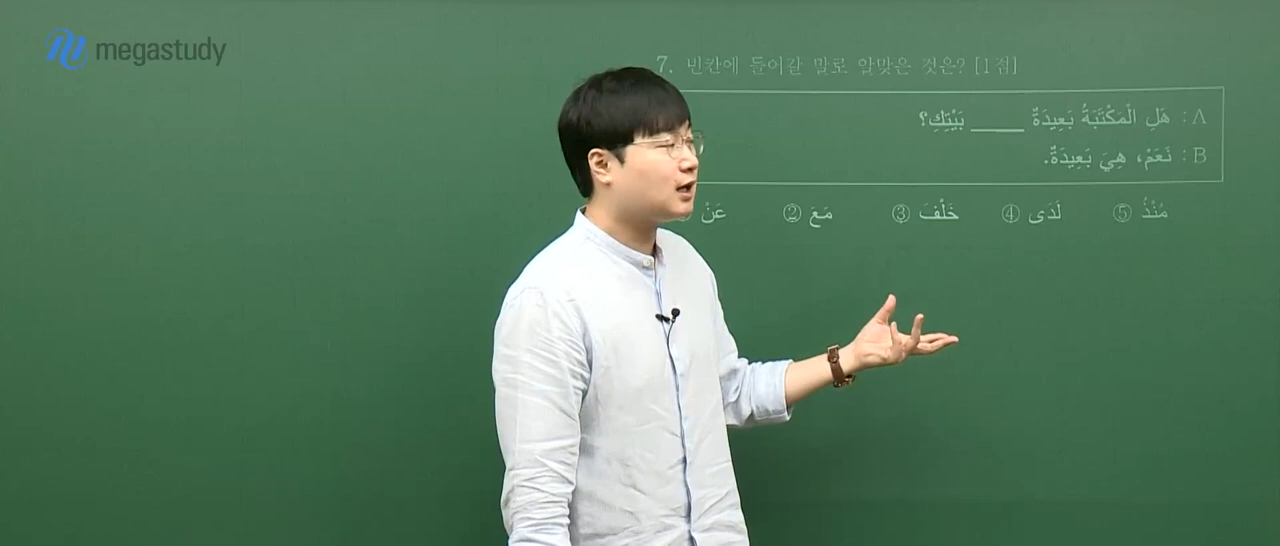 megastudy
7. 빈칸에 들어갈 말로 알맞은 것은? [1점]
A : هَلِ الْمَكْتَبَةُ بَعِيدَةٌ ____ بَيْتِكِ؟
B : نَعَمْ، هِيَ بَعِيدَةٌ.
عَنْ ② مَعَ ③ خَلْفَ ④ لَدَى ⑤ مُنْذُ